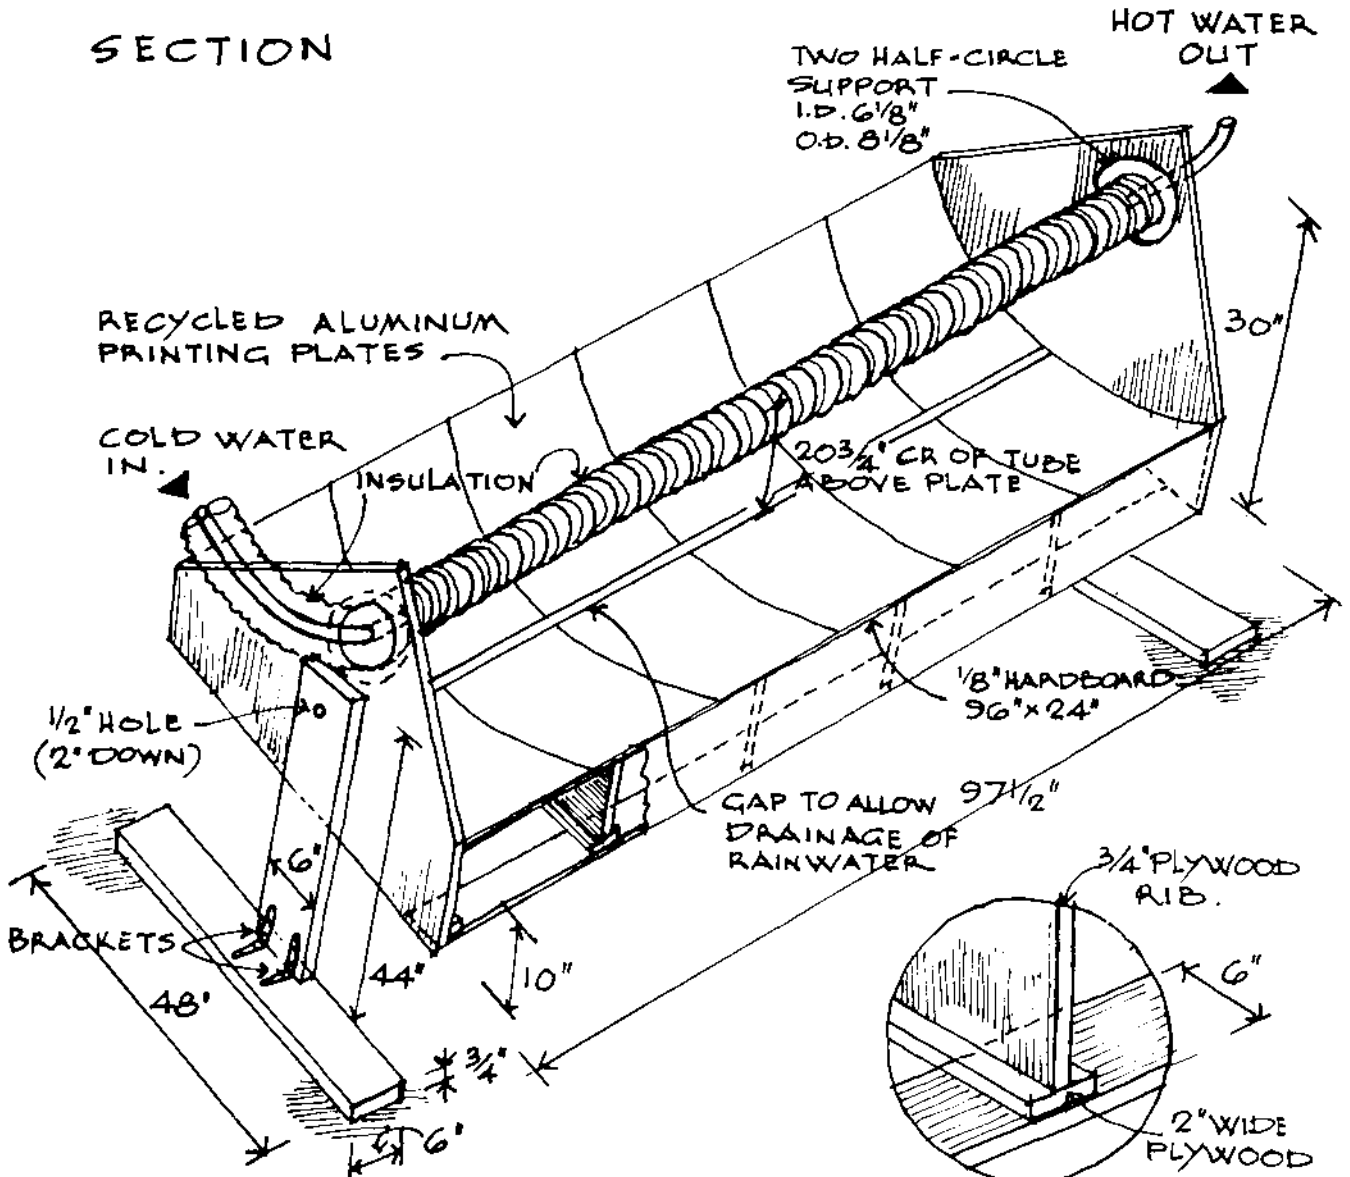 SECTION
HOT WATER
OUT
TWO HALF-CIRCLE
SUPPORT
I.D. 6 1/8"
O.D. 8 1/8"
30"
RECYCLED ALUMINUM
PRINTING PLATES
COLD WATER
IN.
INSULATION
20 3/4" CR OF TUBE
ABOVE PLATE
1/8" HARDBOARD
96" x 24"
1/2" HOLE
(2" DOWN)
GAP TO ALLOW
DRAINAGE OF
RAINWATER
97 1/2"
3/4" PLYWOOD
RIB.
6"
BRACKETS
44"
10"
6"
48'
3/4"
6"
2" WIDE
PLYWOOD